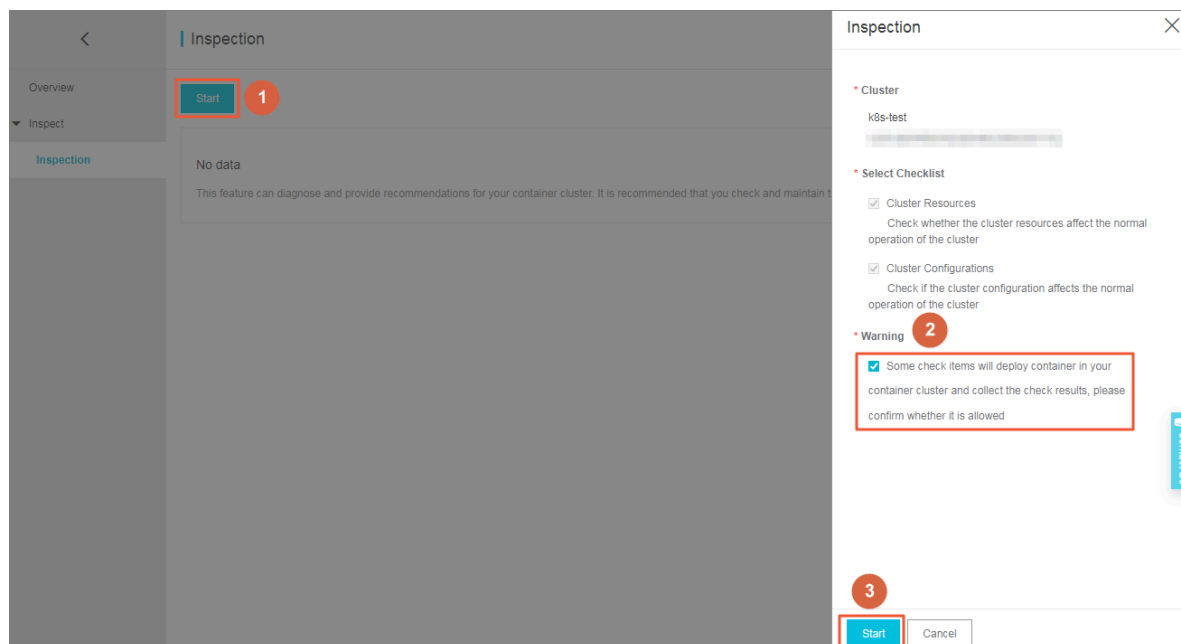 Overview
Inspect
Inspection
Inspection
Start
1
No data
This feature can diagnose and provide recommendations for your container cluster. It is recommended that you check and maintain t
Inspection
* Cluster
k8s-test
* Select Checklist
Cluster Resources
Check whether the cluster resources affect the normal
operation of the cluster
Cluster Configurations
Check if the cluster configuration affects the normal
operation of the cluster
* Warning
2
Some check items will deploy container in your
container cluster and collect the check results, please
confirm whether it is allowed
3
Start
Cancel